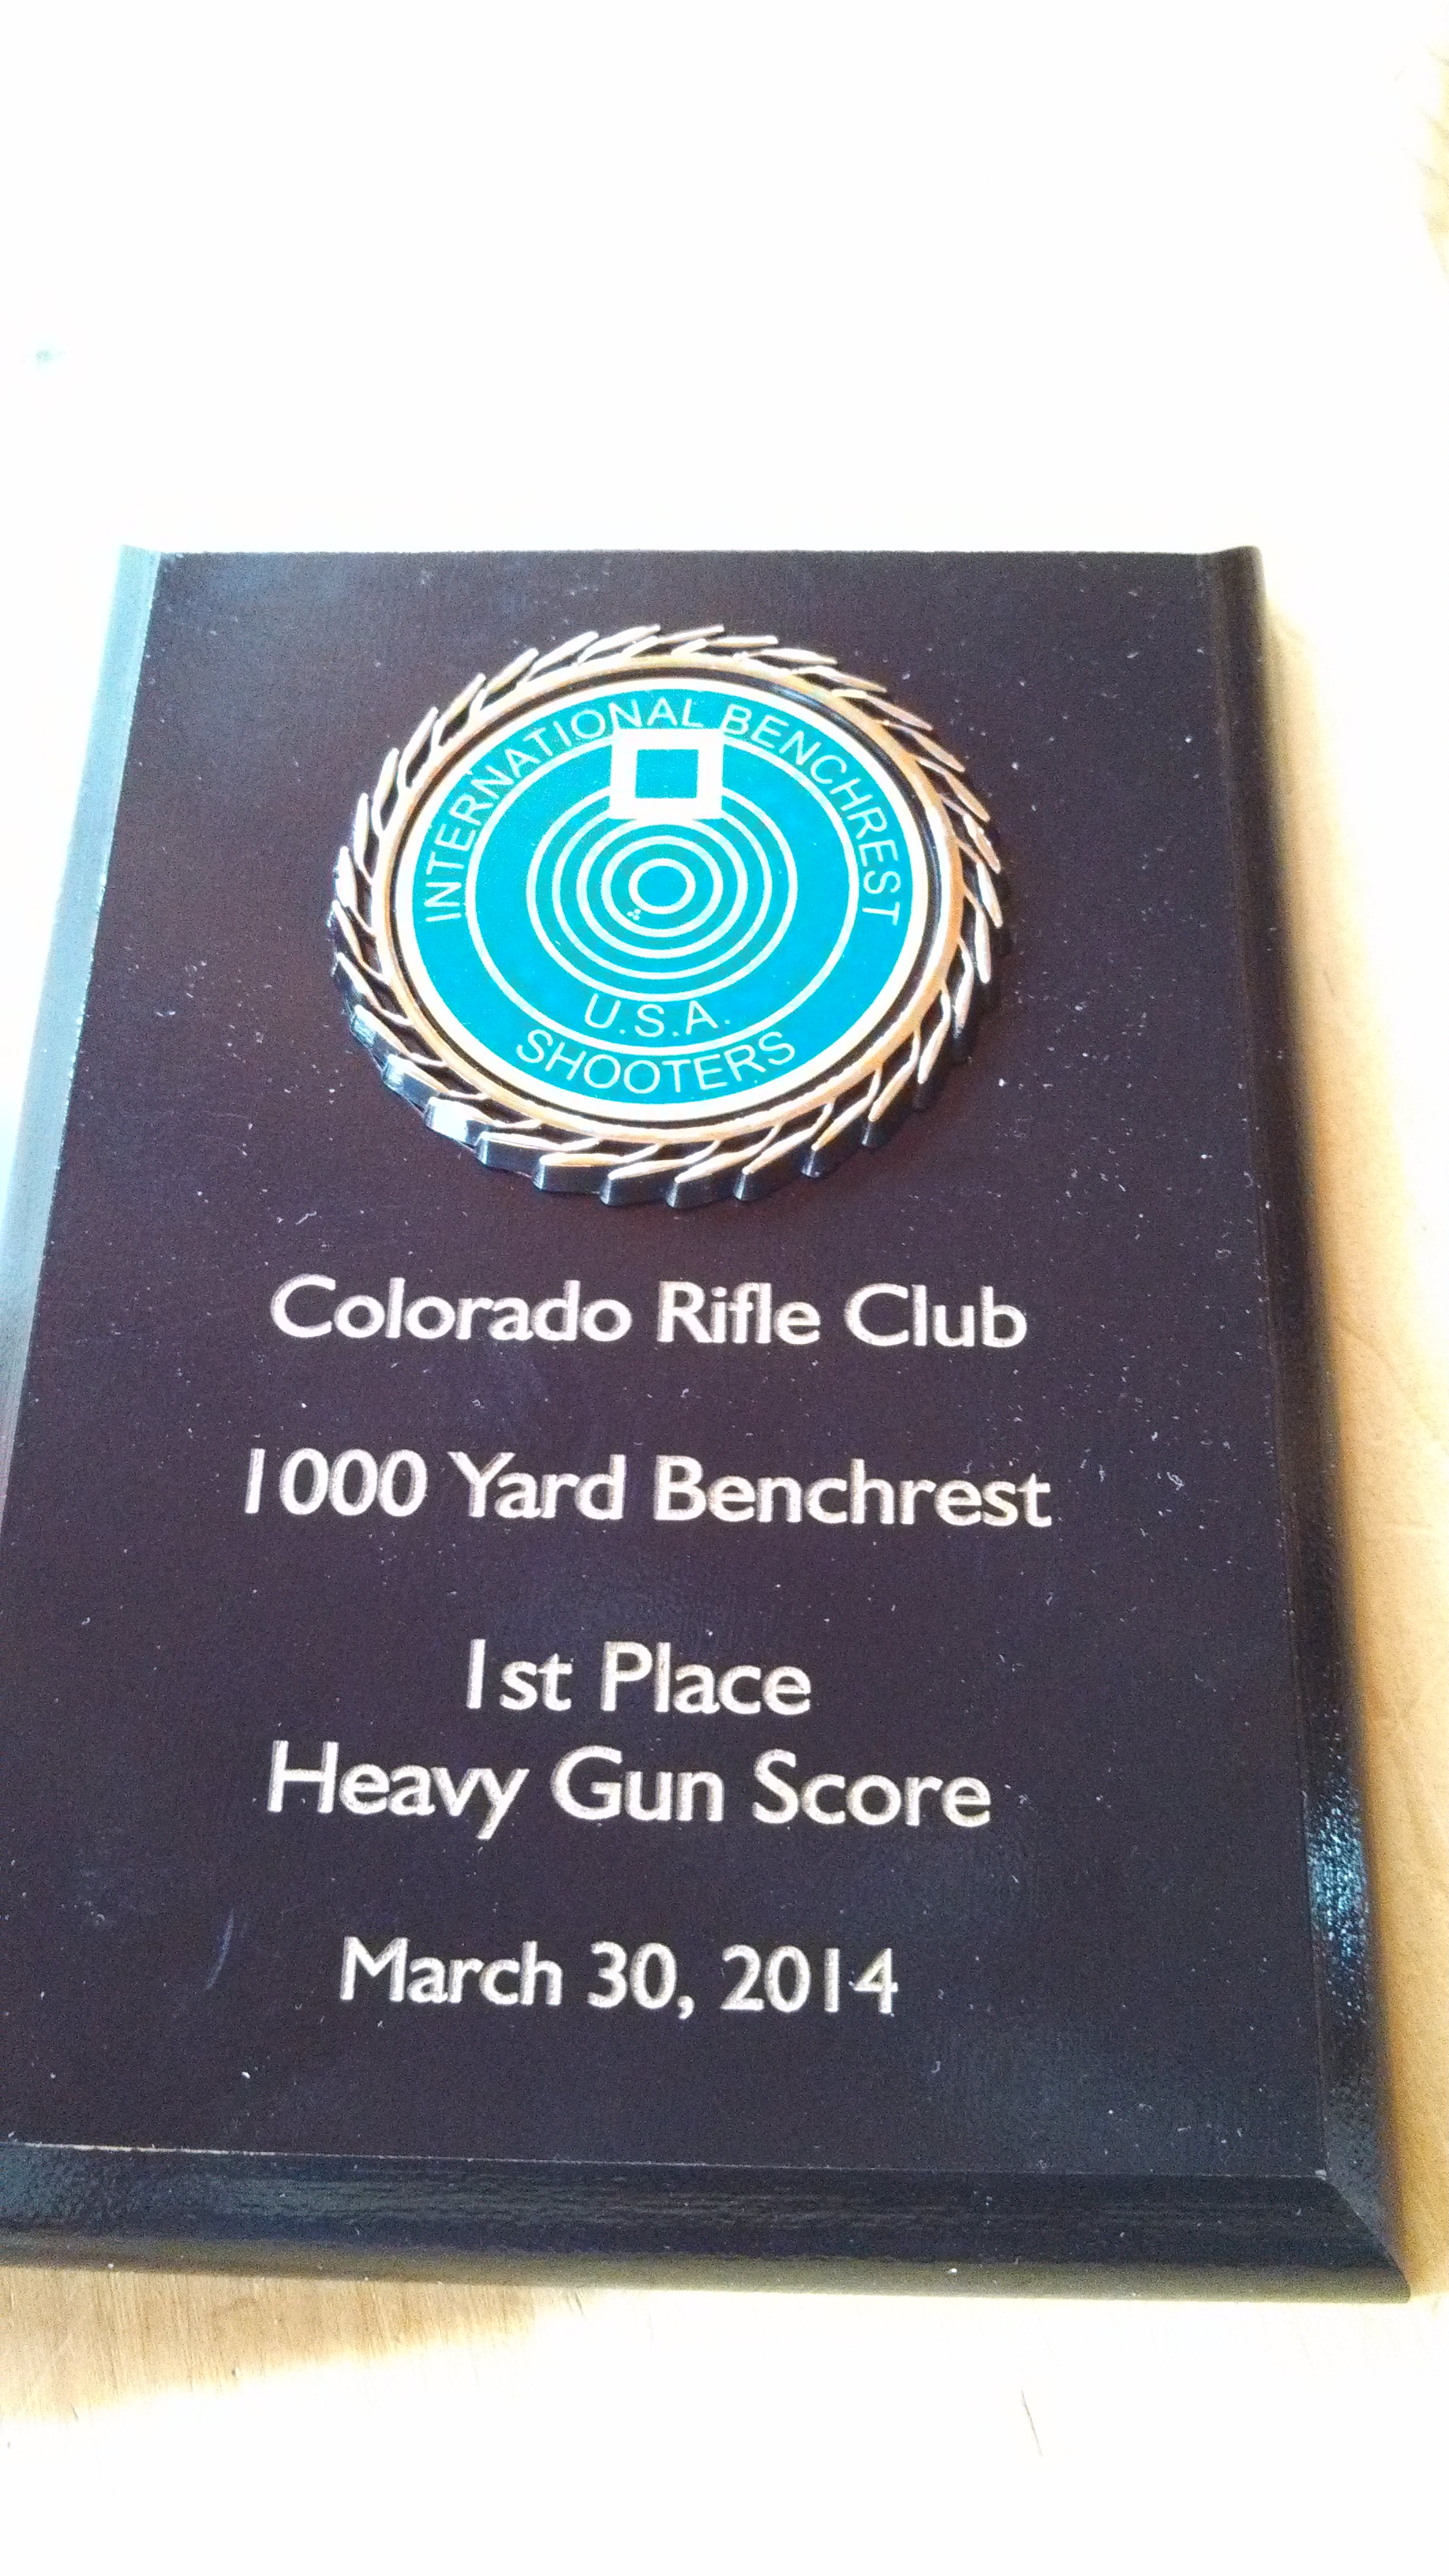 INTERNATIONAL BENCHREST
U.S.A.
SHOOTERS
Colorado Rifle Club
1000 Yard Benchrest
1st Place
Heavy Gun Score
March 30, 2014